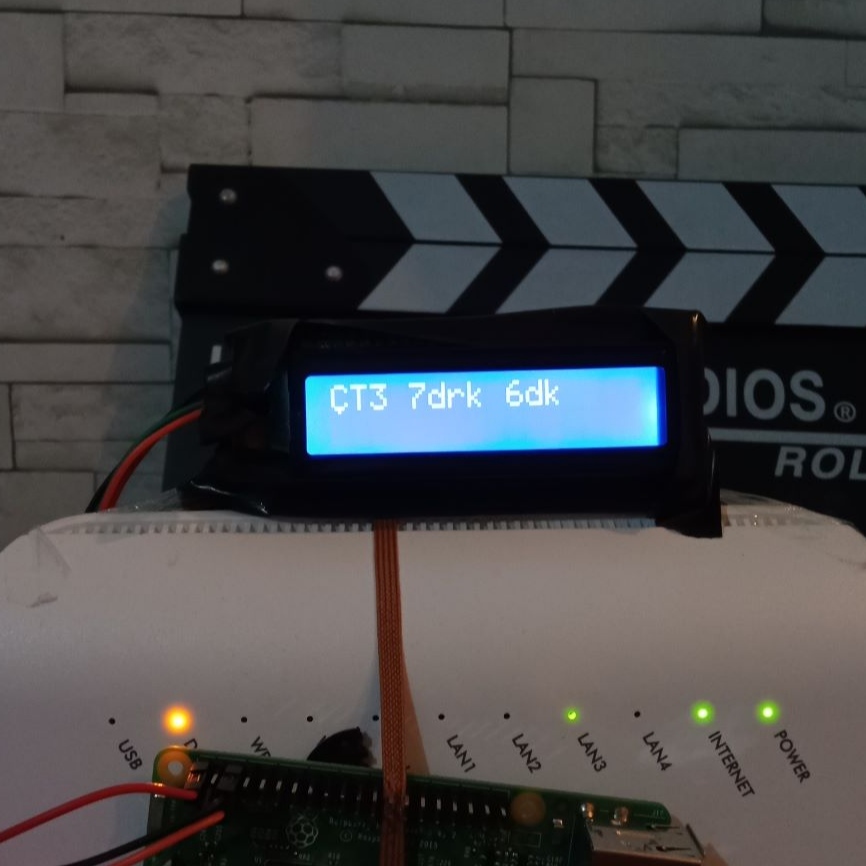 ÇT3 7drk 6dk
DIOS®
ROL
USB
LAN1
LAN2
LAN3
LAN4
INTERNET
POWER